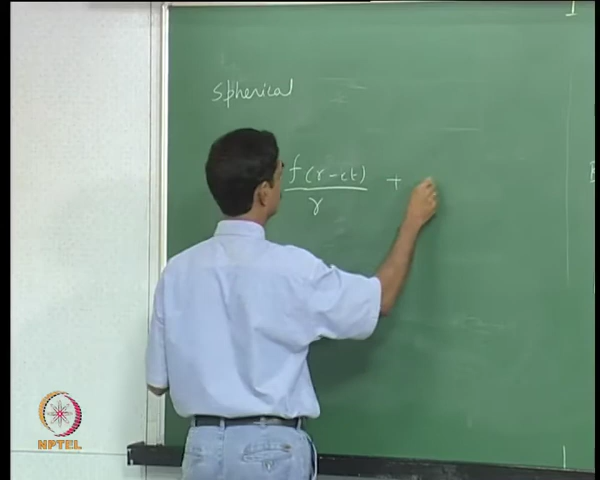 Spherical
f(r-ct) +
r
NPTEL